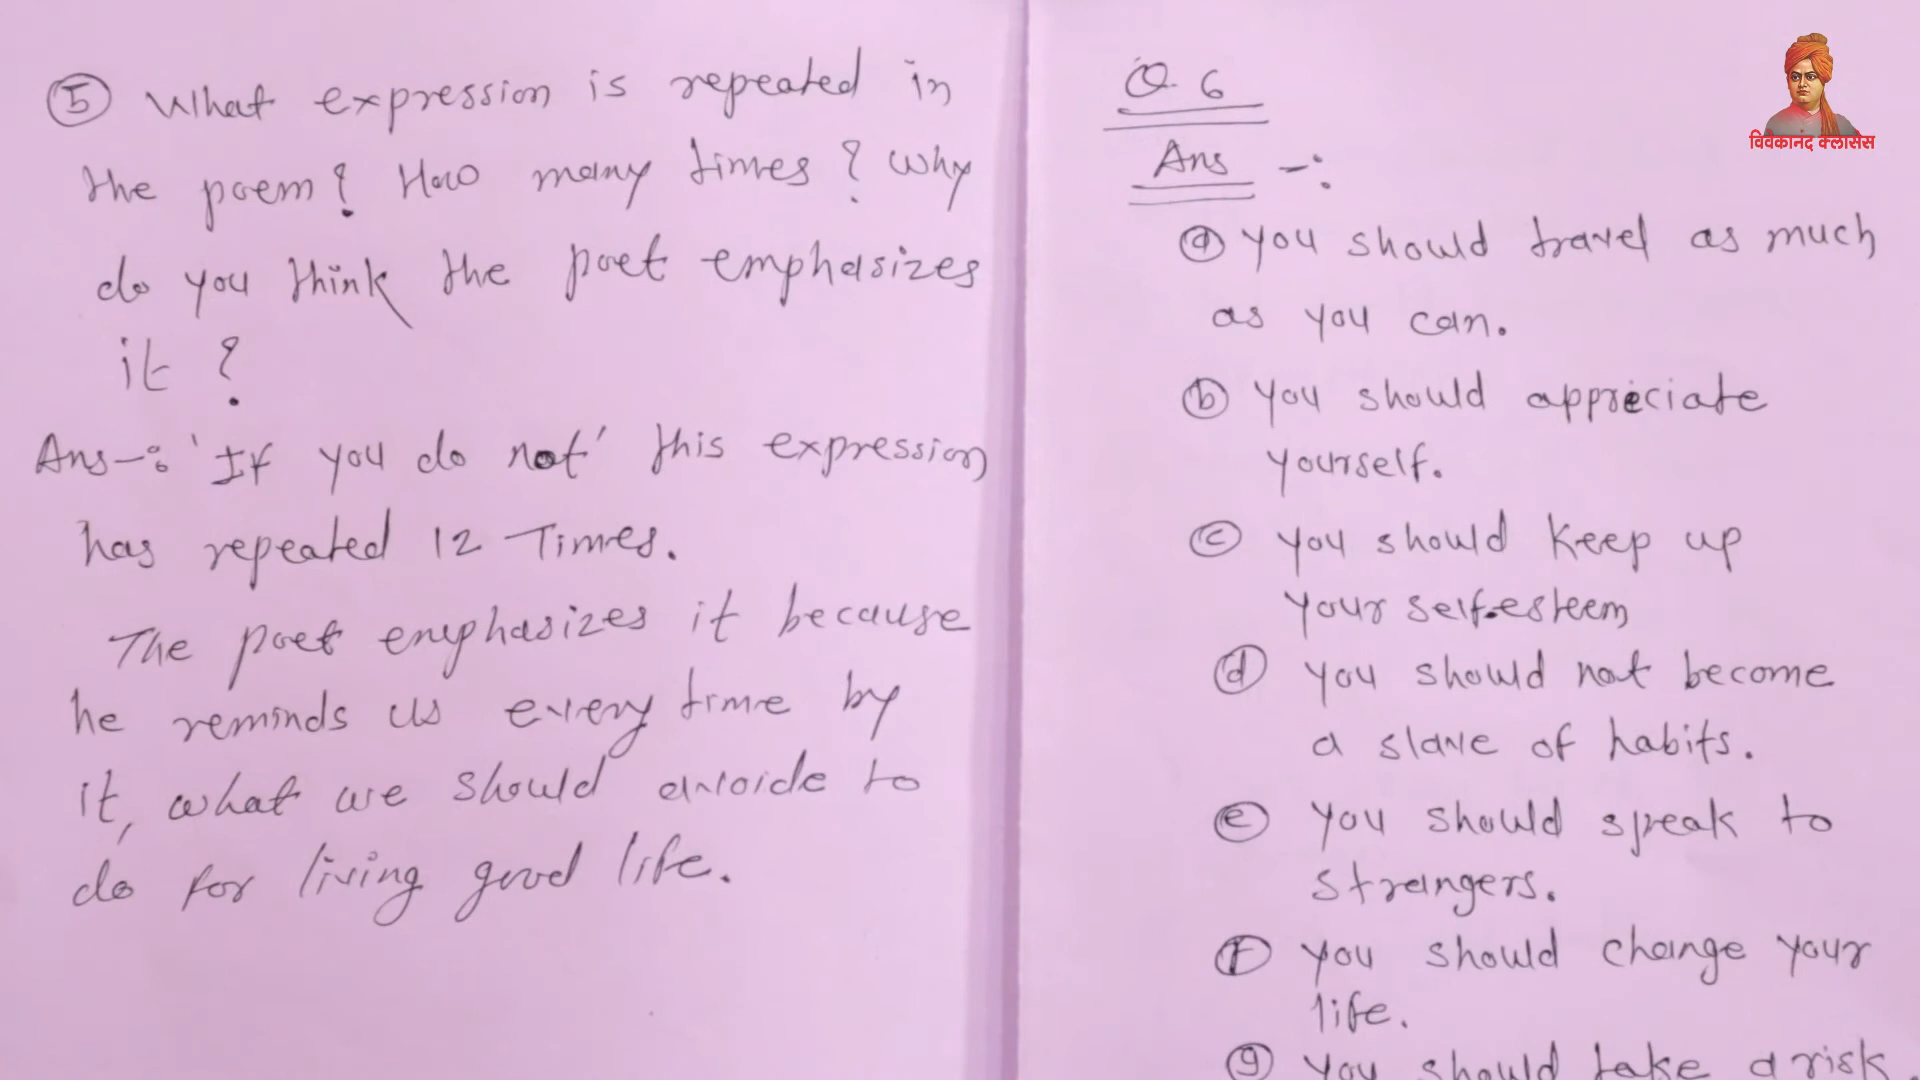 ⑤ What expression is repeated in
the poem? How many times? Why
do you think the poet emphasizes
it?
Ans-: 'If you do not' this expression
has repeated 12 Times.
The poet emphasizes it because
he reminds us every time by
it, what we should avoide to
do for living good life.
Q. 6
Ans -:
ⓐ You should travel as much
as you can.
ⓑ You should appreciate
yourself.
ⓒ You should keep up
your self-esteem
ⓓ You should not become
a slave of habits.
ⓔ You should speak to
strangers.
ⓕ You should change your
life.
ⓖ You should take a risk.
विवेकानंद क्लासेस